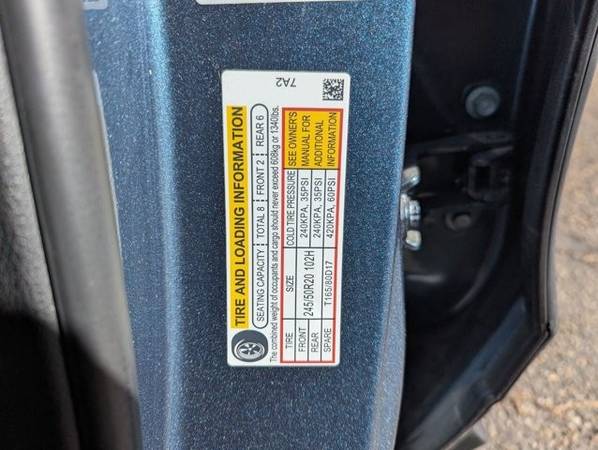 7A2
TIRE AND LOADING INFORMATION
SEATING CAPACITY TOTAL 8 FRONT 2 REAR 6
The combined weight of occupants and cargo should never exceed 608kg or 1340lbs.
TIRE SIZE COLD TIRE PRESSURE SEE OWNER'S
FRONT 245/50R20 102H 240KPA, 35PSI MANUAL FOR
REAR 240KPA, 35PSI ADDITIONAL
SPARE T165/80D17 420KPA, 60PSI INFORMATION